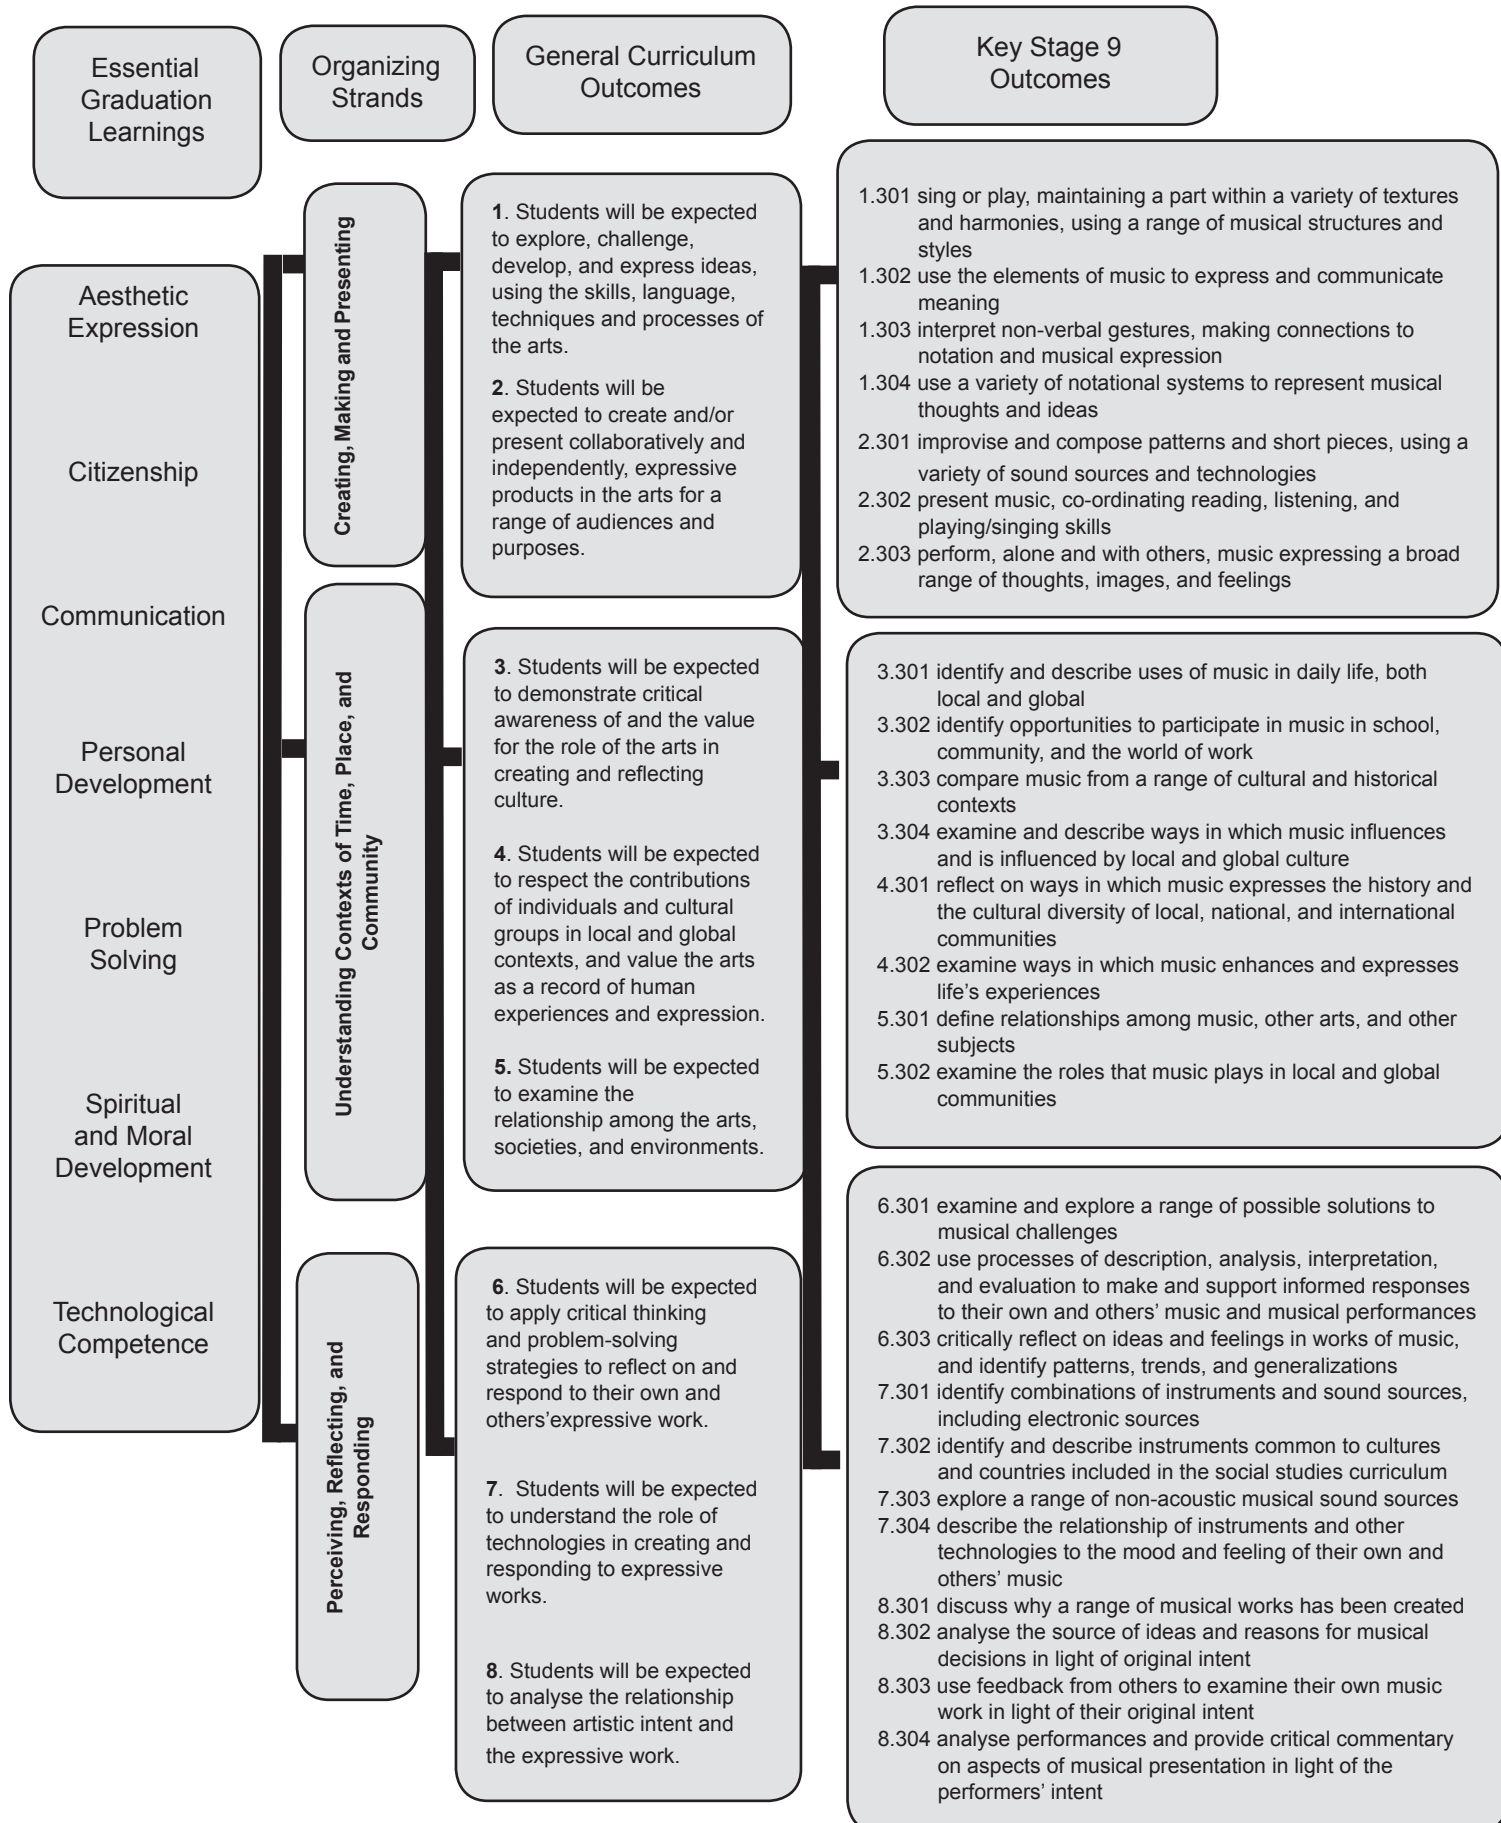 Essential
Graduation
Learnings
Organizing
Strands
General Curriculum
Outcomes
Key Stage 9
Outcomes
Aesthetic
Expression
Citizenship
Communication
Personal
Development
Problem
Solving
Spiritual
and Moral
Development
Technological
Competence
Creating, Making and Presenting
Understanding Contexts of Time, Place, and
Community
Perceiving, Reflecting, and
Responding
1. Students will be expected
to explore, challenge,
develop, and express ideas,
using the skills, language,
techniques and processes of
the arts.
2. Students will be
expected to create and/or
present collaboratively and
independently, expressive
products in the arts for a
range of audiences and
purposes.
3. Students will be expected
to demonstrate critical
awareness of and the value
for the role of the arts in
creating and reflecting
culture.
4. Students will be expected
to respect the contributions
of individuals and cultural
groups in local and global
contexts, and value the arts
as a record of human
experiences and expression.
5. Students will be expected
to examine the
relationship among the arts,
societies, and environments.
6. Students will be expected
to apply critical thinking
and problem-solving
strategies to reflect on and
respond to their own and
others'expressive work.
7. Students will be expected
to understand the role of
technologies in creating and
responding to expressive
works.
8. Students will be expected
to analyse the relationship
between artistic intent and
the expressive work.
1.301 sing or play, maintaining a part within a variety of textures
and harmonies, using a range of musical structures and
styles
1.302 use the elements of music to express and communicate
meaning
1.303 interpret non-verbal gestures, making connections to
notation and musical expression
1.304 use a variety of notational systems to represent musical
thoughts and ideas
2.301 improvise and compose patterns and short pieces, using a
variety of sound sources and technologies
2.302 present music, co-ordinating reading, listening, and
playing/singing skills
2.303 perform, alone and with others, music expressing a broad
range of thoughts, images, and feelings
3.301 identify and describe uses of music in daily life, both
local and global
3.302 identify opportunities to participate in music in school,
community, and the world of work
3.303 compare music from a range of cultural and historical
contexts
3.304 examine and describe ways in which music influences
and is influenced by local and global culture
4.301 reflect on ways in which music expresses the history and
the cultural diversity of local, national, and international
communities
4.302 examine ways in which music enhances and expresses
life's experiences
5.301 define relationships among music, other arts, and other
subjects
5.302 examine the roles that music plays in local and global
communities
6.301 examine and explore a range of possible solutions to
musical challenges
6.302 use processes of description, analysis, interpretation,
and evaluation to make and support informed responses
to their own and others' music and musical performances
6.303 critically reflect on ideas and feelings in works of music,
and identify patterns, trends, and generalizations
7.301 identify combinations of instruments and sound sources,
including electronic sources
7.302 identify and describe instruments common to cultures
and countries included in the social studies curriculum
7.303 explore a range of non-acoustic musical sound sources
7.304 describe the relationship of instruments and other
technologies to the mood and feeling of their own and
others' music
8.301 discuss why a range of musical works has been created
8.302 analyse the source of ideas and reasons for musical
decisions in light of original intent
8.303 use feedback from others to examine their own music
work in light of their original intent
8.304 analyse performances and provide critical commentary
on aspects of musical presentation in light of the
performers' intent